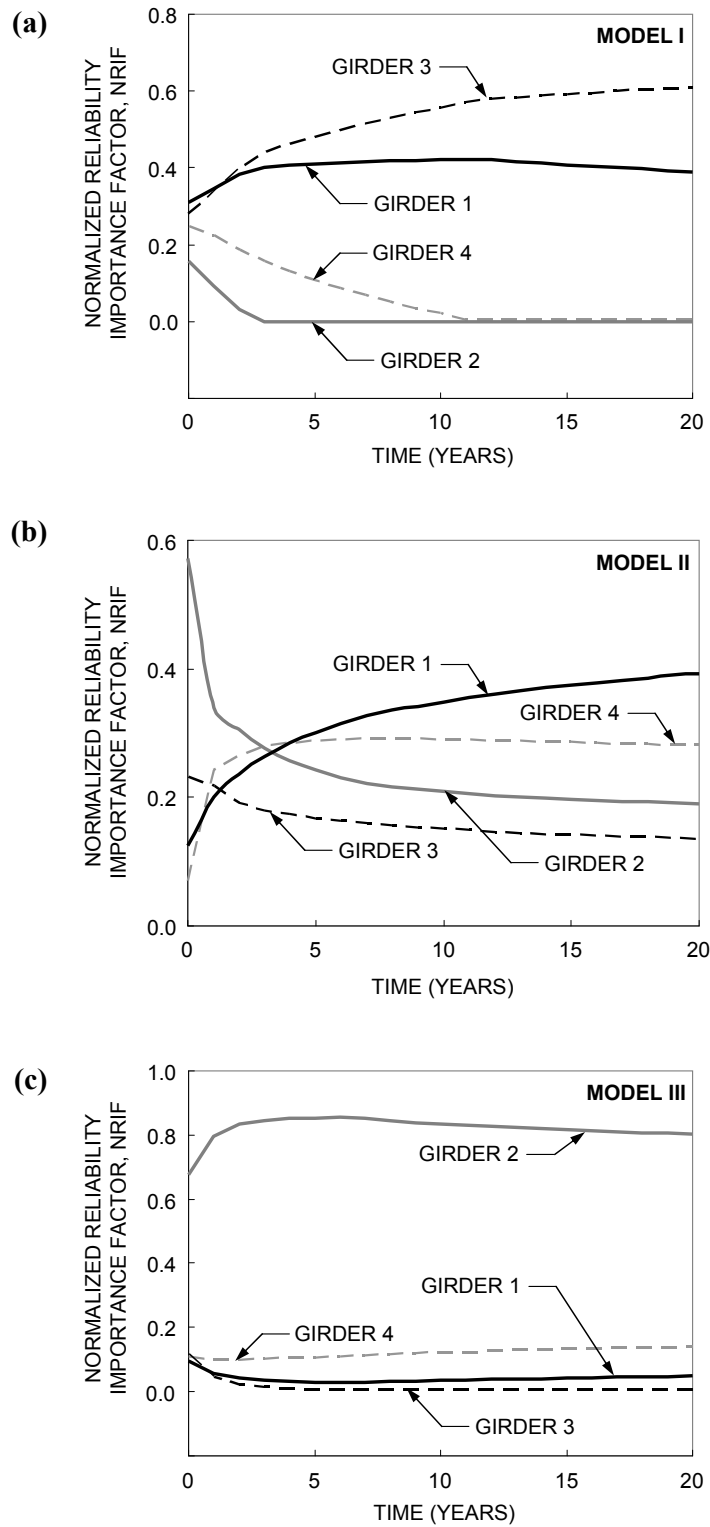 (a)
NORMALIZED RELIABILITY
IMPORTANCE FACTOR, NRIF
0.8
0.6
0.4
0.2
0.0
MODEL I
GIRDER 3
GIRDER 1
GIRDER 4
GIRDER 2
0 5 10 15 20
TIME (YEARS)
(b)
NORMALIZED RELIABILITY
IMPORTANCE FACTOR, NRIF
0.6
0.4
0.2
0.0
MODEL II
GIRDER 1
GIRDER 4
GIRDER 3
GIRDER 2
0 5 10 15 20
TIME (YEARS)
(c)
NORMALIZED RELIABILITY
IMPORTANCE FACTOR, NRIF
1.0
0.8
0.6
0.4
0.2
0.0
MODEL III
GIRDER 2
GIRDER 1
GIRDER 4
GIRDER 3
0 5 10 15 20
TIME (YEARS)